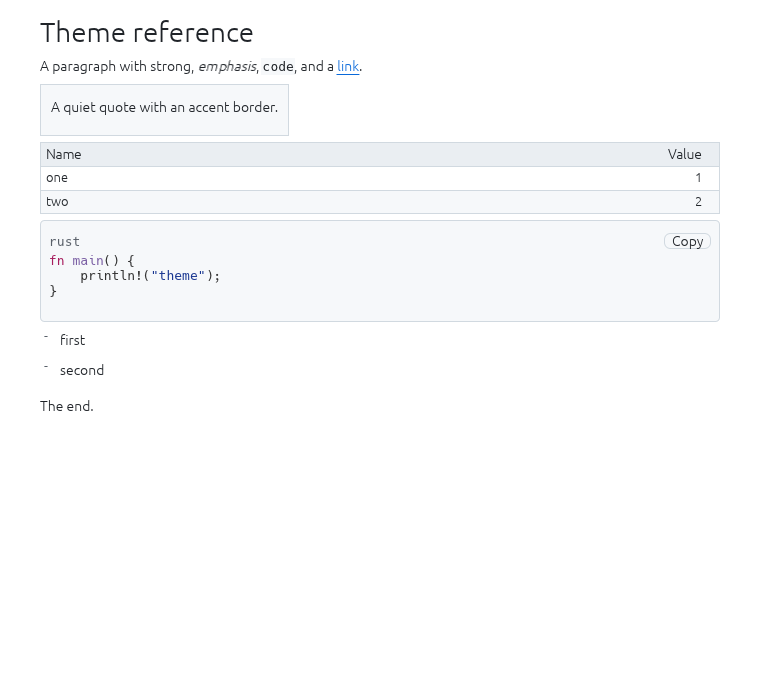 Theme reference
A paragraph with strong, emphasis, code, and a link.
A quiet quote with an accent border.
Name Value
one 1
two 2
rust Copy
fn main() {
    println!("theme");
}
- first
- second
The end.